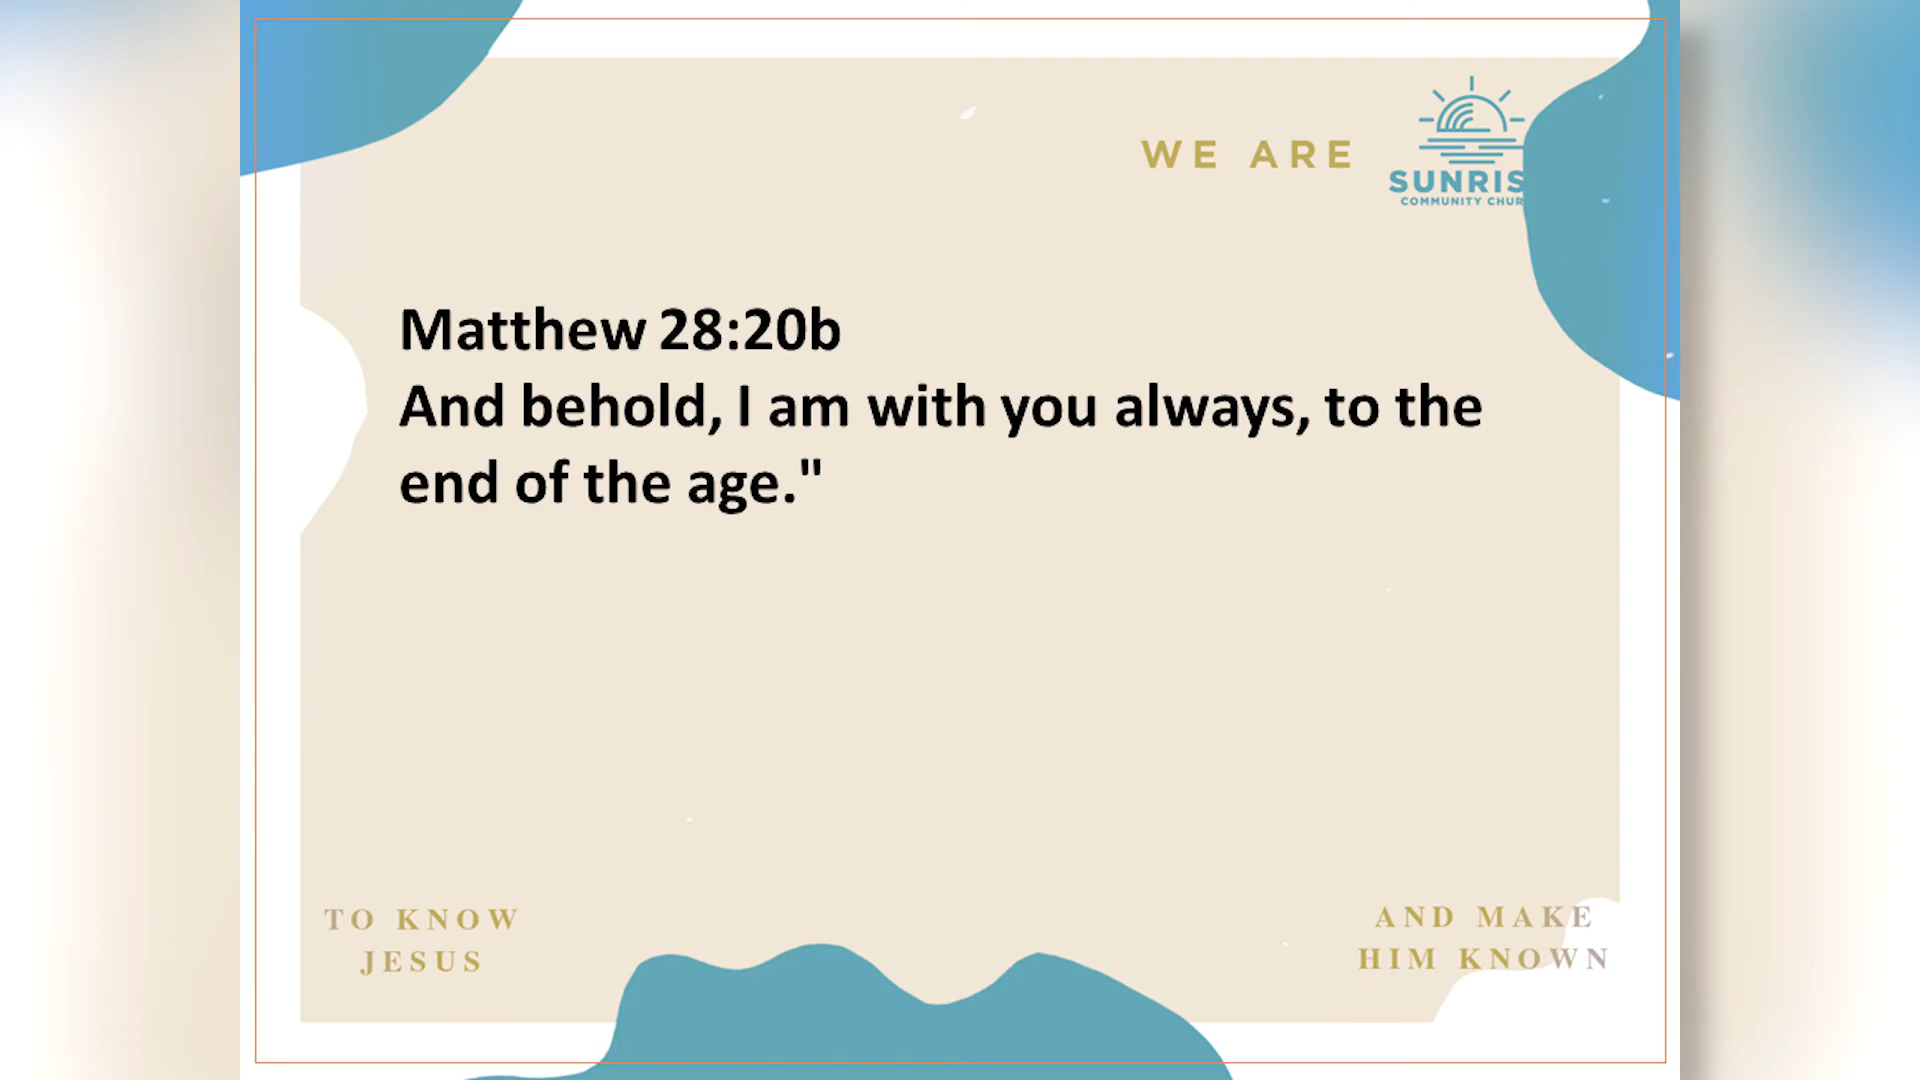 WE ARE
SUNRIS
COMMUNITY CHUR
Matthew 28:20b
And behold, I am with you always, to the
end of the age."
TO KNOW
JESUS
AND MAKE
HIM KNOWN